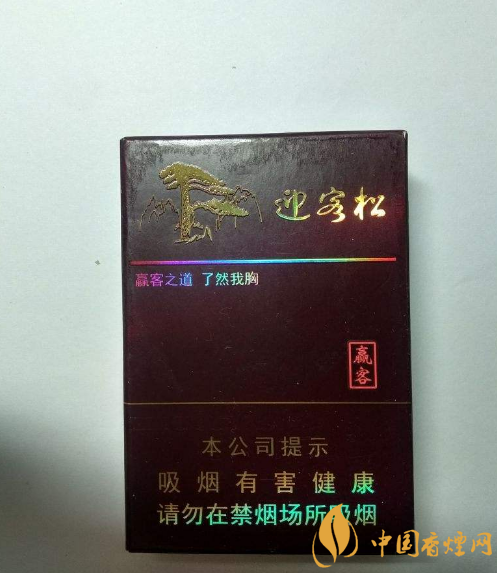 迎客松
赢客之道 了然我胸
赢客
本公司提示
吸烟有害健康
请勿在禁烟场所吸烟
中国香烟网